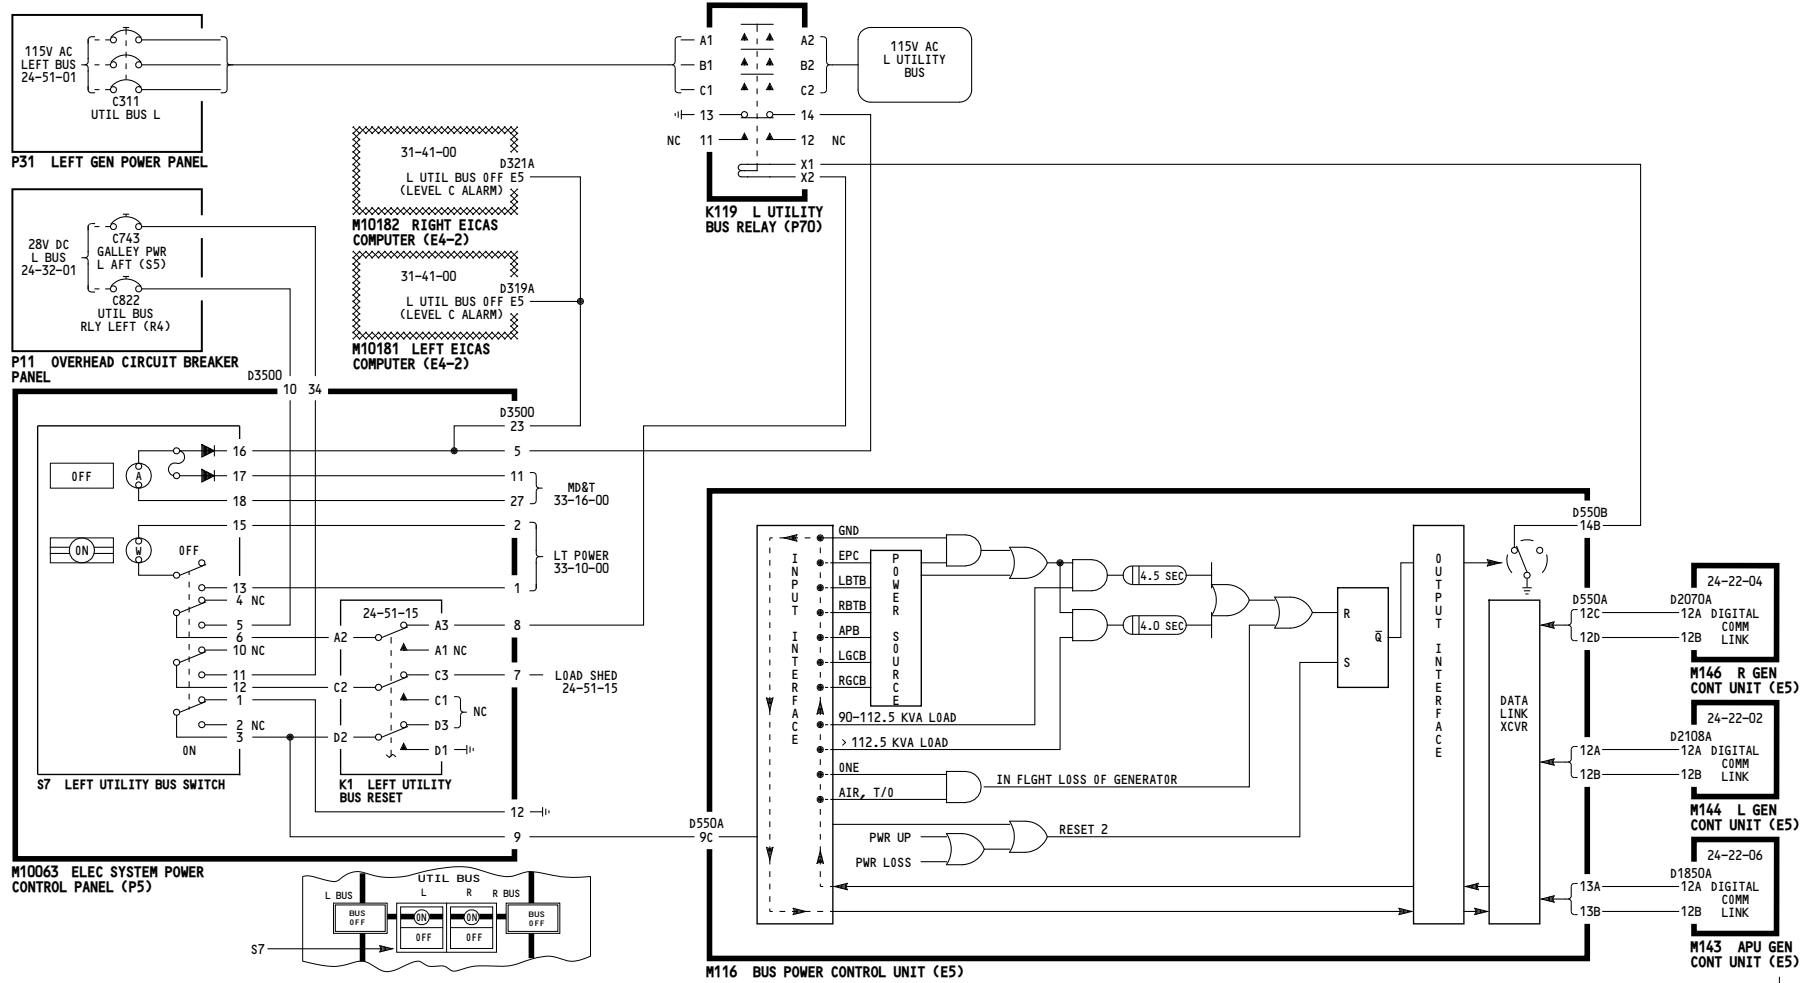 115V AC
LEFT BUS
24-51-01
C311
UTIL BUS L
P31 LEFT GEN POWER PANEL
28V DC
L BUS
24-32-01
C743
GALLEY PWR
L AFT (S5)
C822
UTIL BUS
RLY LEFT (R4)
P11 OVERHEAD CIRCUIT BREAKER
PANEL
31-41-00
D321A
L UTIL BUS OFF E5
(LEVEL C ALARM)
M10182 RIGHT EICAS
COMPUTER (E4-2)
31-41-00
D319A
L UTIL BUS OFF E5
(LEVEL C ALARM)
M10181 LEFT EICAS
COMPUTER (E4-2)
A1 A2
B1 B2
C1 C2
13 14
NC 11 12 NC
X1
X2
K119 L UTILITY
BUS RELAY (P70)
115V AC
L UTILITY
BUS
D3500
10 34
D3500
23
16 5
OFF A 17 11
18 27
MD&T
33-16-00
15 2
ON W OFF
LT POWER
33-10-00
13 1
4 NC
5
6
10 NC
11
12
1
2 NC
3
ON
S7 LEFT UTILITY BUS SWITCH
24-51-15
A2 A3 8
A1 NC
C2 C3 7
LOAD SHED
24-51-15
C1
NC
D3
D2
D1
K1 LEFT UTILITY
BUS RESET
12
9
M10063 ELEC SYSTEM POWER
CONTROL PANEL (P5)
UTIL BUS
L BUS L R R BUS
BUS
OFF
ON
OFF
ON
OFF
BUS
OFF
S7
D550A
9C
INPUT INTERFACE
GND
EPC
LBTB
RBTB
APB
LGCB
RGCB
POWER SOURCE
90-112.5 KVA LOAD
> 112.5 KVA LOAD
ONE
AIR, T/O
IN FLGHT LOSS OF GENERATOR
PWR UP
PWR LOSS
RESET 2
4.5 SEC
4.0 SEC
R
S
Q̅
OUTPUT INTERFACE
DATA
LINK
XCVR
M116 BUS POWER CONTROL UNIT (E5)
D550B
14B
D550A
12C
12D
12A
12B
13A
13B
24-22-04
D2070A
12A DIGITAL
COMM
12B LINK
M146 R GEN
CONT UNIT (E5)
24-22-02
D2108A
12A DIGITAL
COMM
12B LINK
M144 L GEN
CONT UNIT (E5)
24-22-06
D1850A
12A DIGITAL
COMM
12B LINK
M143 APU GEN
CONT UNIT (E5)